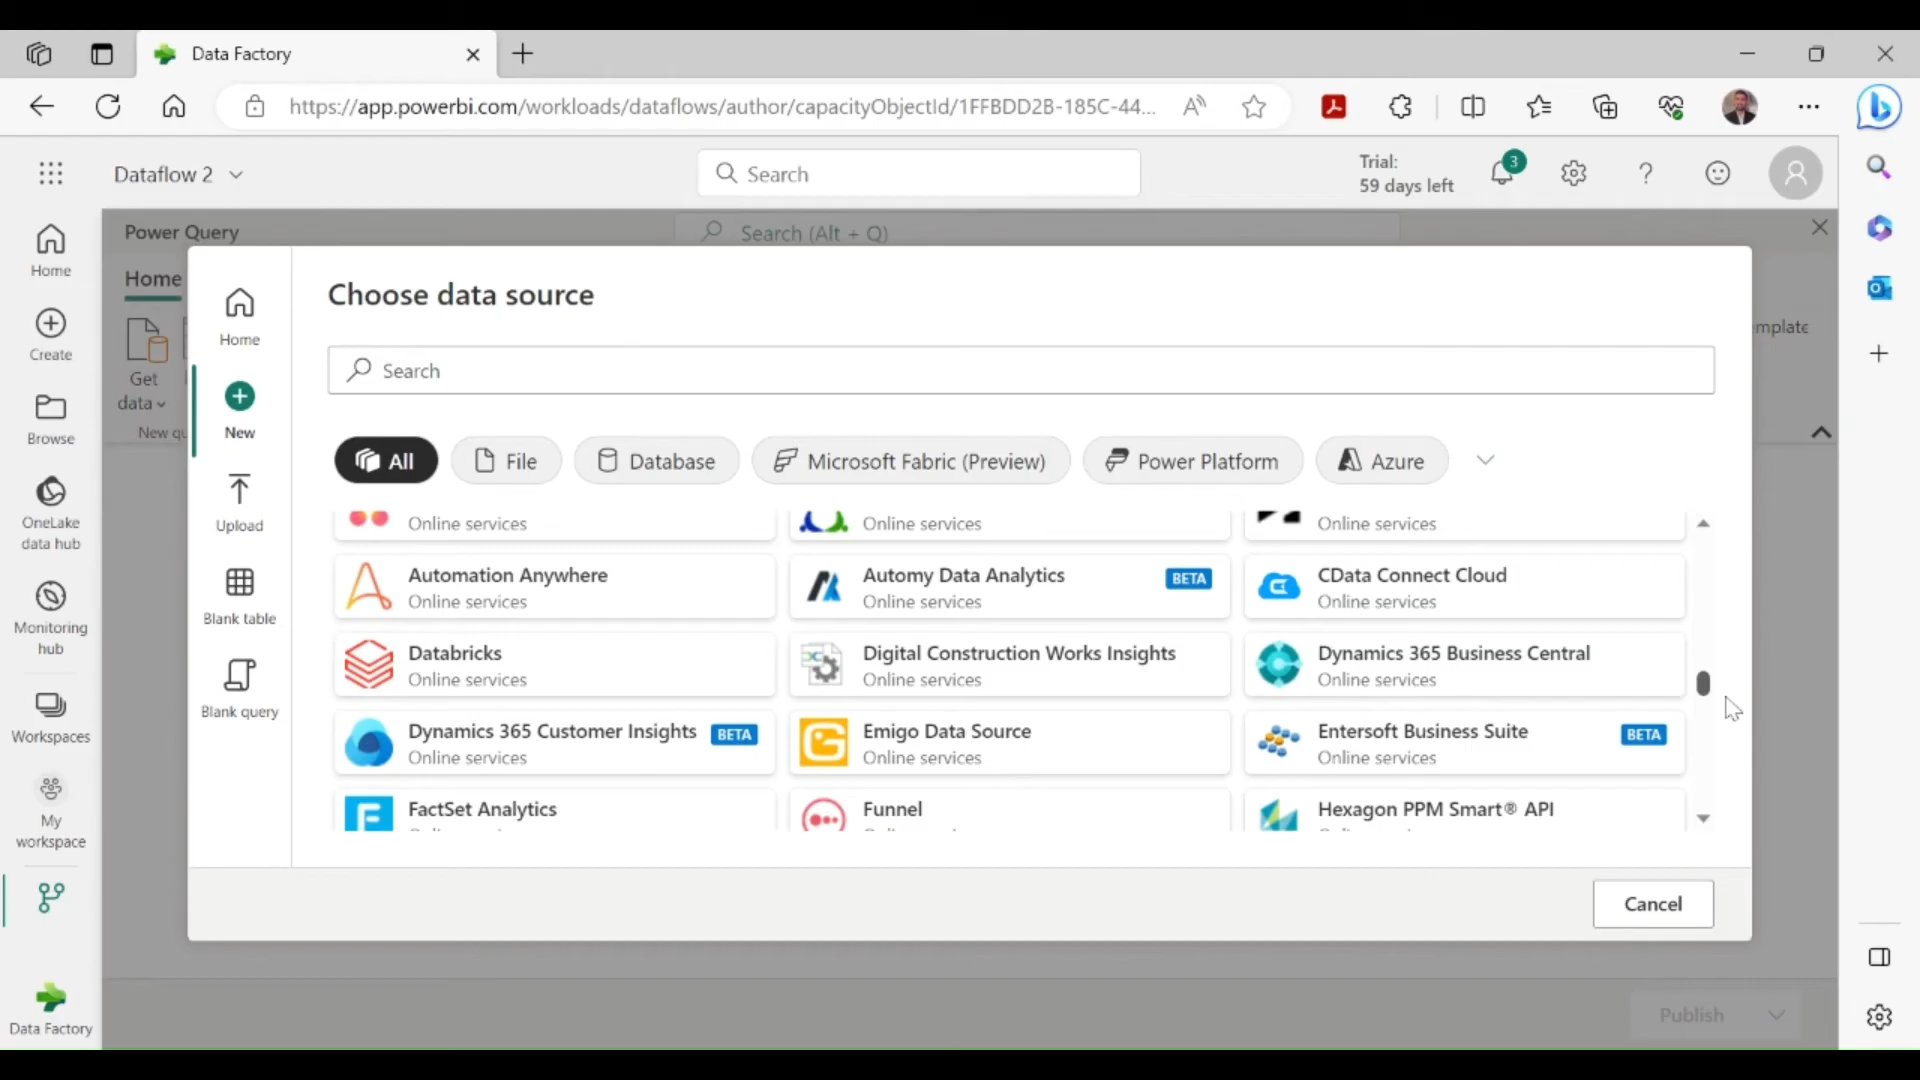 Data Factory
https://app.powerbi.com/workloads/dataflows/author/capacityObjectId/1FFBDD2B-185C-44...
Dataflow 2
Search
Trial:
59 days left
3
Home
Create
Browse
OneLake
data hub
Monitoring
hub
Workspaces
My
workspace
Data Factory
Power Query
Search (Alt + Q)
Home
Get
data
New qu
mplate
Home
New
Upload
Blank table
Blank query
Choose data source
Search
All
File
Database
Microsoft Fabric (Preview)
Power Platform
Azure
Online services
Online services
Online services
Automation Anywhere
Online services
Automy Data Analytics
BETA
Online services
CData Connect Cloud
Online services
Databricks
Online services
Digital Construction Works Insights
Online services
Dynamics 365 Business Central
Online services
Dynamics 365 Customer Insights
BETA
Online services
Emigo Data Source
Online services
Entersoft Business Suite
BETA
Online services
FactSet Analytics
Funnel
Hexagon PPM Smart® API
Cancel
Publish